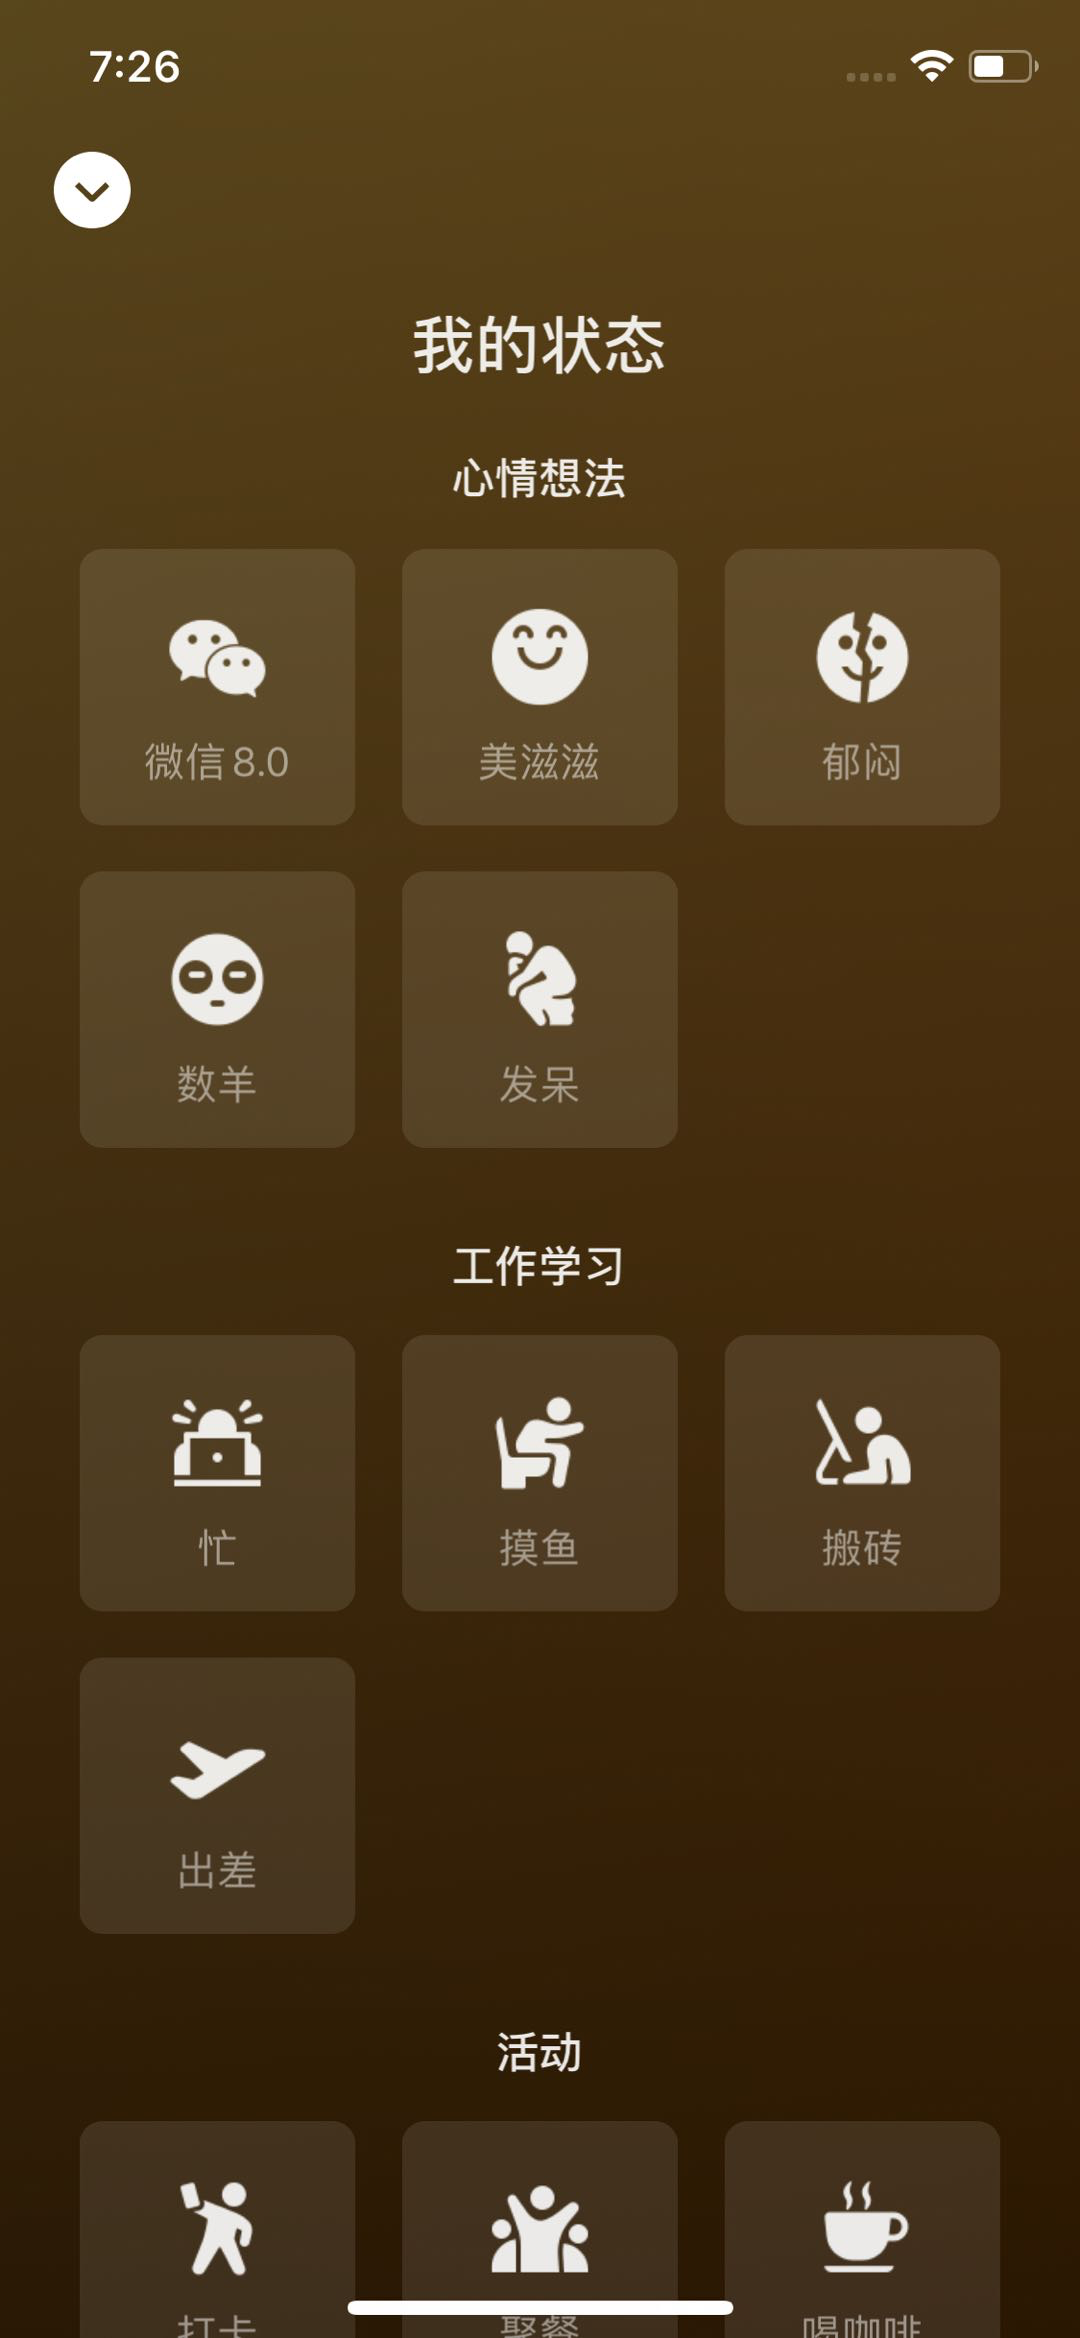 7:26
我的状态
心情想法
微信 8.0
美滋滋
郁闷
数羊
发呆
工作学习
忙
摸鱼
搬砖
出差
活动
打卡
聚餐
喝咖啡